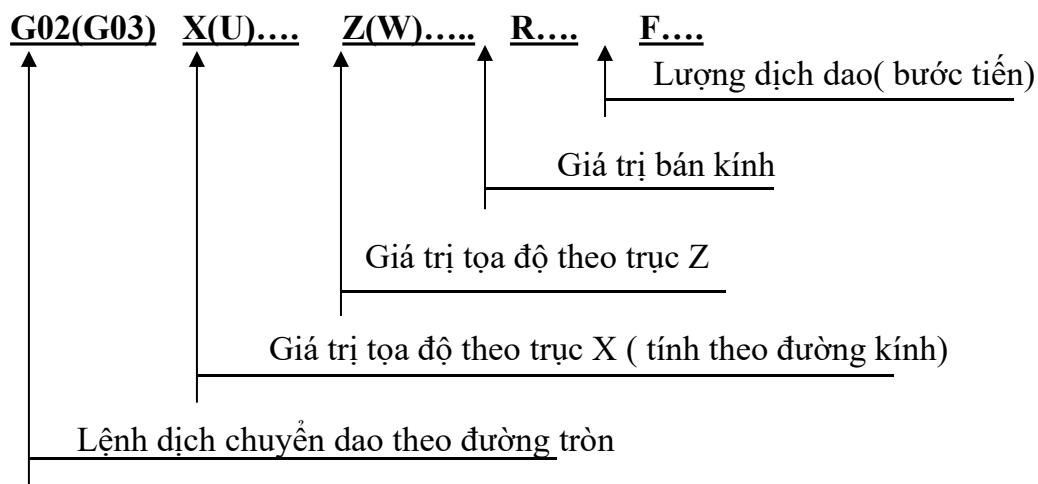 G02(G03) X(U)…. Z(W)….. R…. F….
Lượng dịch dao( bước tiến)
Giá trị bán kính
Giá trị tọa độ theo trục Z
Giá trị tọa độ theo trục X ( tính theo đường kính)
Lệnh dịch chuyển dao theo đường tròn